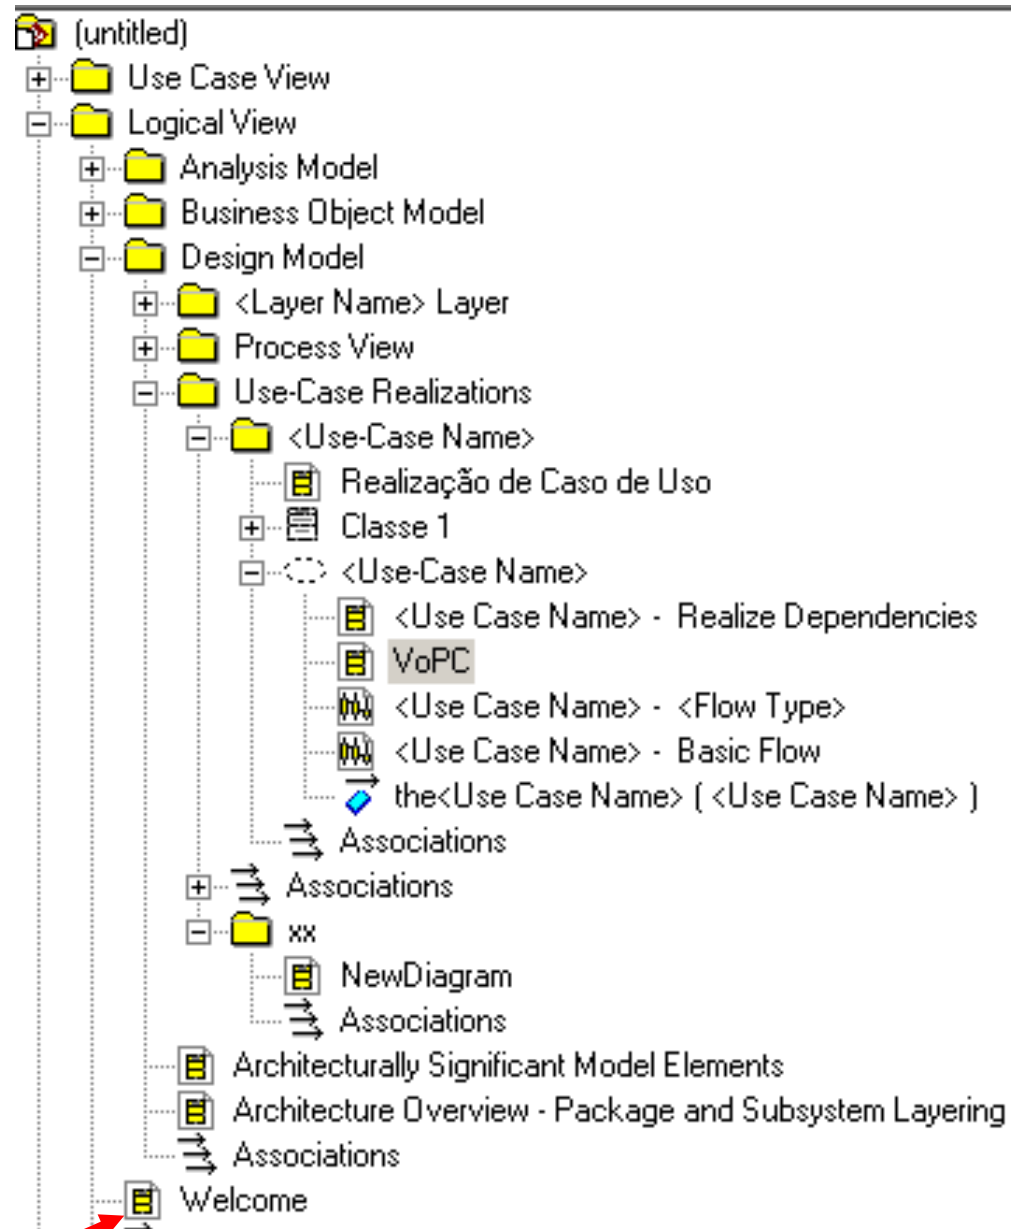 (untitled)
Use Case View
Logical View
Analysis Model
Business Object Model
Design Model
<Layer Name> Layer
Process View
Use-Case Realizations
<Use-Case Name>
Realização de Caso de Uso
Classe 1
<Use-Case Name>
<Use Case Name> - Realize Dependencies
VoPC
<Use Case Name> - <Flow Type>
<Use Case Name> - Basic Flow
the<Use Case Name> ( <Use Case Name> )
Associations
Associations
xx
NewDiagram
Associations
Architecturally Significant Model Elements
Architecture Overview - Package and Subsystem Layering
Associations
Welcome